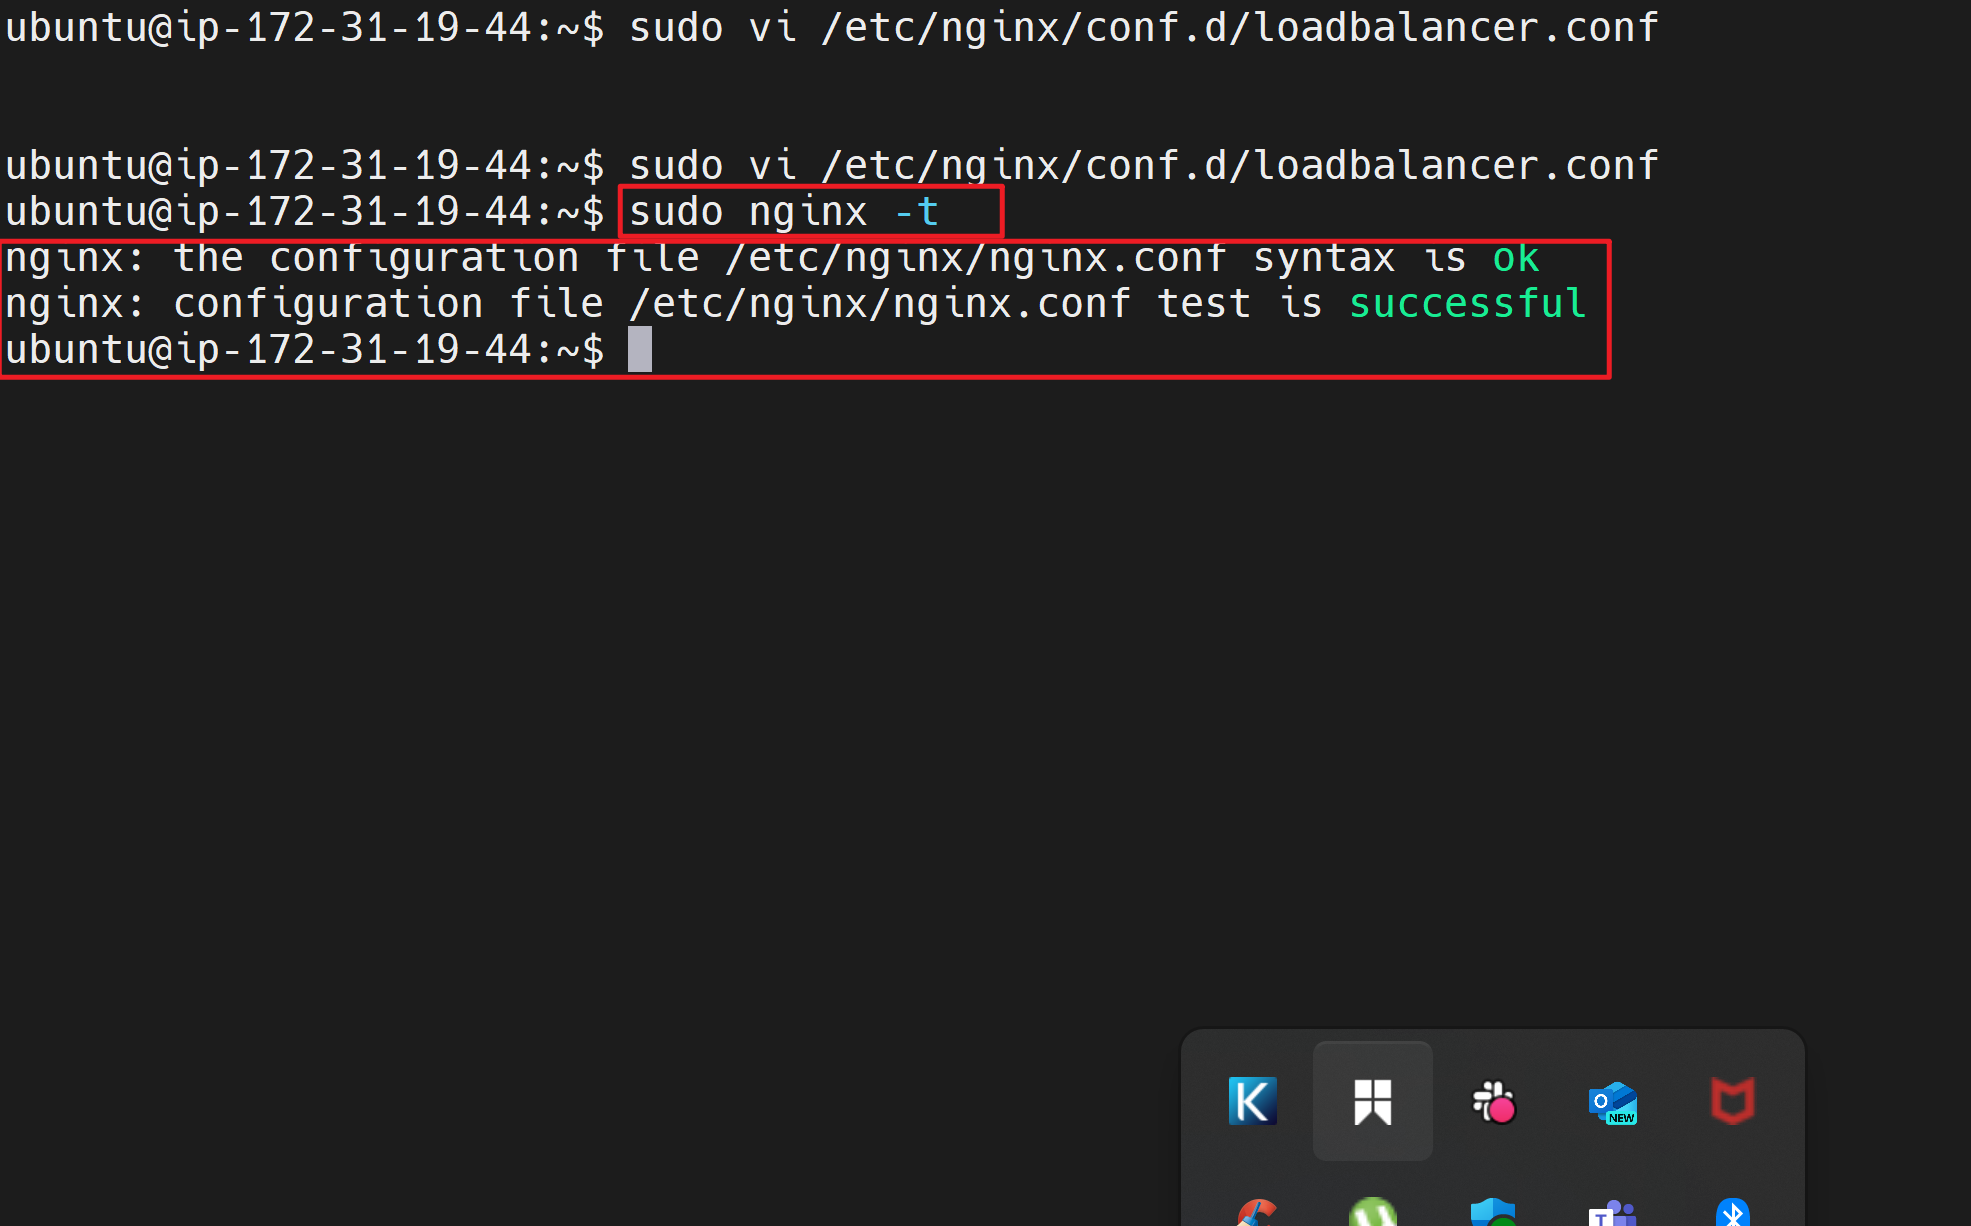 ubuntu@ip-172-31-19-44:~$ sudo vi /etc/nginx/conf.d/loadbalancer.conf
ubuntu@ip-172-31-19-44:~$ sudo vi /etc/nginx/conf.d/loadbalancer.conf
ubuntu@ip-172-31-19-44:~$ sudo nginx -t
nginx: the configuration file /etc/nginx/nginx.conf syntax is ok
nginx: configuration file /etc/nginx/nginx.conf test is successful
ubuntu@ip-172-31-19-44:~$
K
O
NEW
T